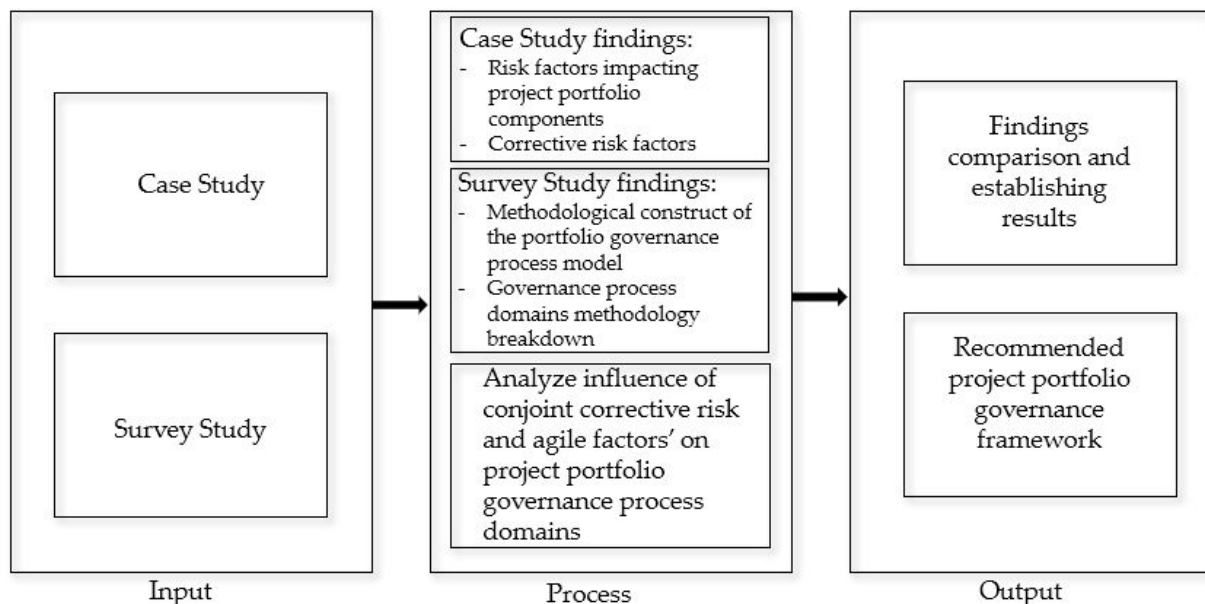 Case Study
Survey Study
Input
Case Study findings:
- Risk factors impacting
project portfolio
components
- Corrective risk factors
Survey Study findings:
- Methodological construct of
the portfolio governance
process model
- Governance process
domains methodology
breakdown
Analyze influence of
conjoint corrective risk
and agile factors’ on
project portfolio
governance process
domains
Process
Findings
comparison and
establishing
results
Recommended
project portfolio
governance
framework
Output